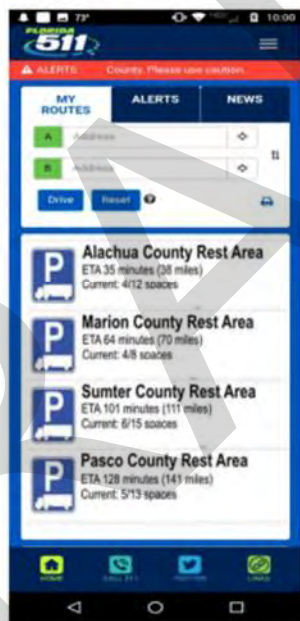 73° 10:00
FLORIDA
511
ALERTS County. Please use caution.
MY ROUTES ALERTS NEWS
A Address
B Address
Drive Reset ?
P Alachua County Rest Area
ETA 35 minutes (38 miles)
Current: 4/12 spaces
P Marion County Rest Area
ETA 64 minutes (70 miles)
Current: 4/8 spaces
P Sumter County Rest Area
ETA 101 minutes (111 miles)
Current: 6/15 spaces
P Pasco County Rest Area
ETA 128 minutes (141 miles)
Current: 5/13 spaces
HOME CALL 511 TWITTER LINKS